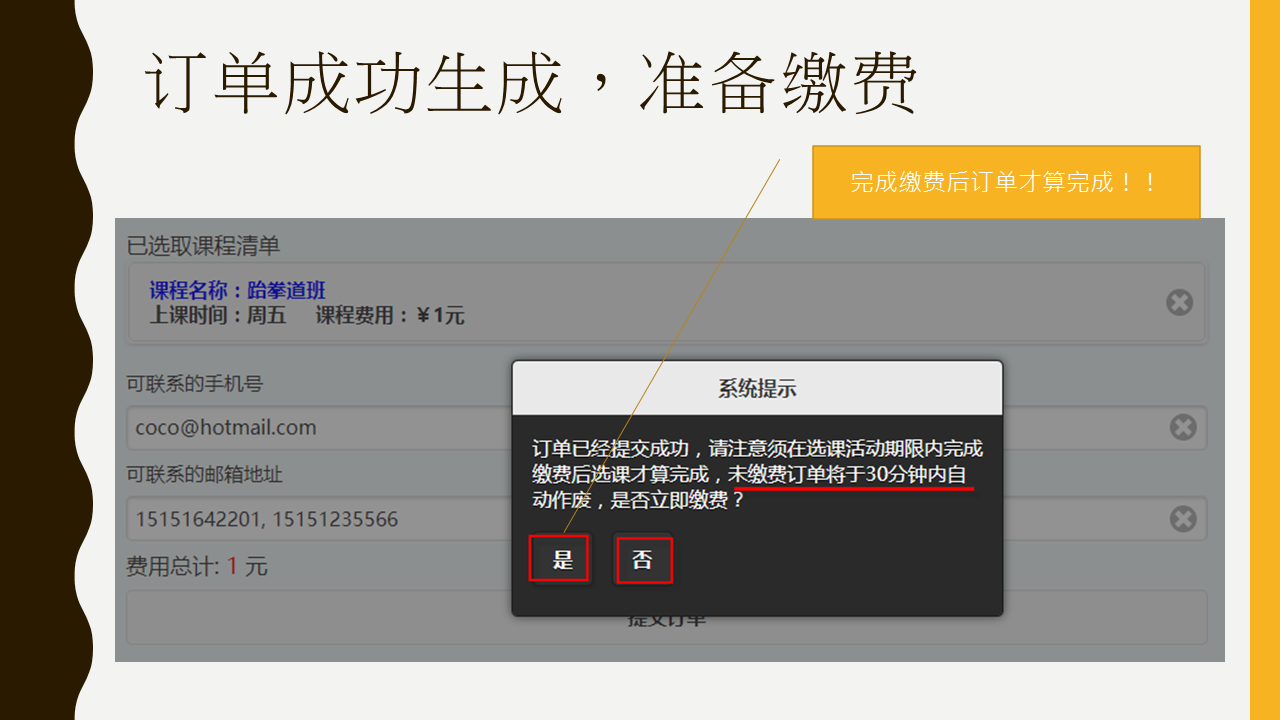 订单成功生成，准备缴费
完成缴费后订单才算完成！！
已选取课程清单
课程名称：跆拳道班
上课时间：周五 课程费用：￥1元
可联系的手机号
coco@hotmail.com
可联系的邮箱地址
15151642201, 15151235566
费用总计: 1 元
提交订单
系统提示
订单已经提交成功，请注意须在选课活动期限内完成
缴费后选课才算完成，未缴费订单将于30分钟内自
动作废，是否立即缴费？
是 否